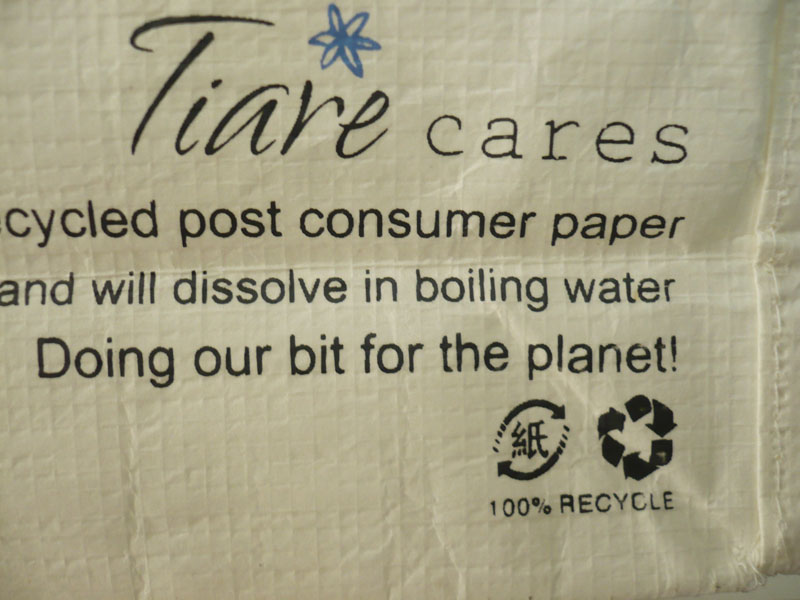 Tiare cares
ecycled post consumer paper
and will dissolve in boiling water
Doing our bit for the planet!
紙
100% RECYCLE